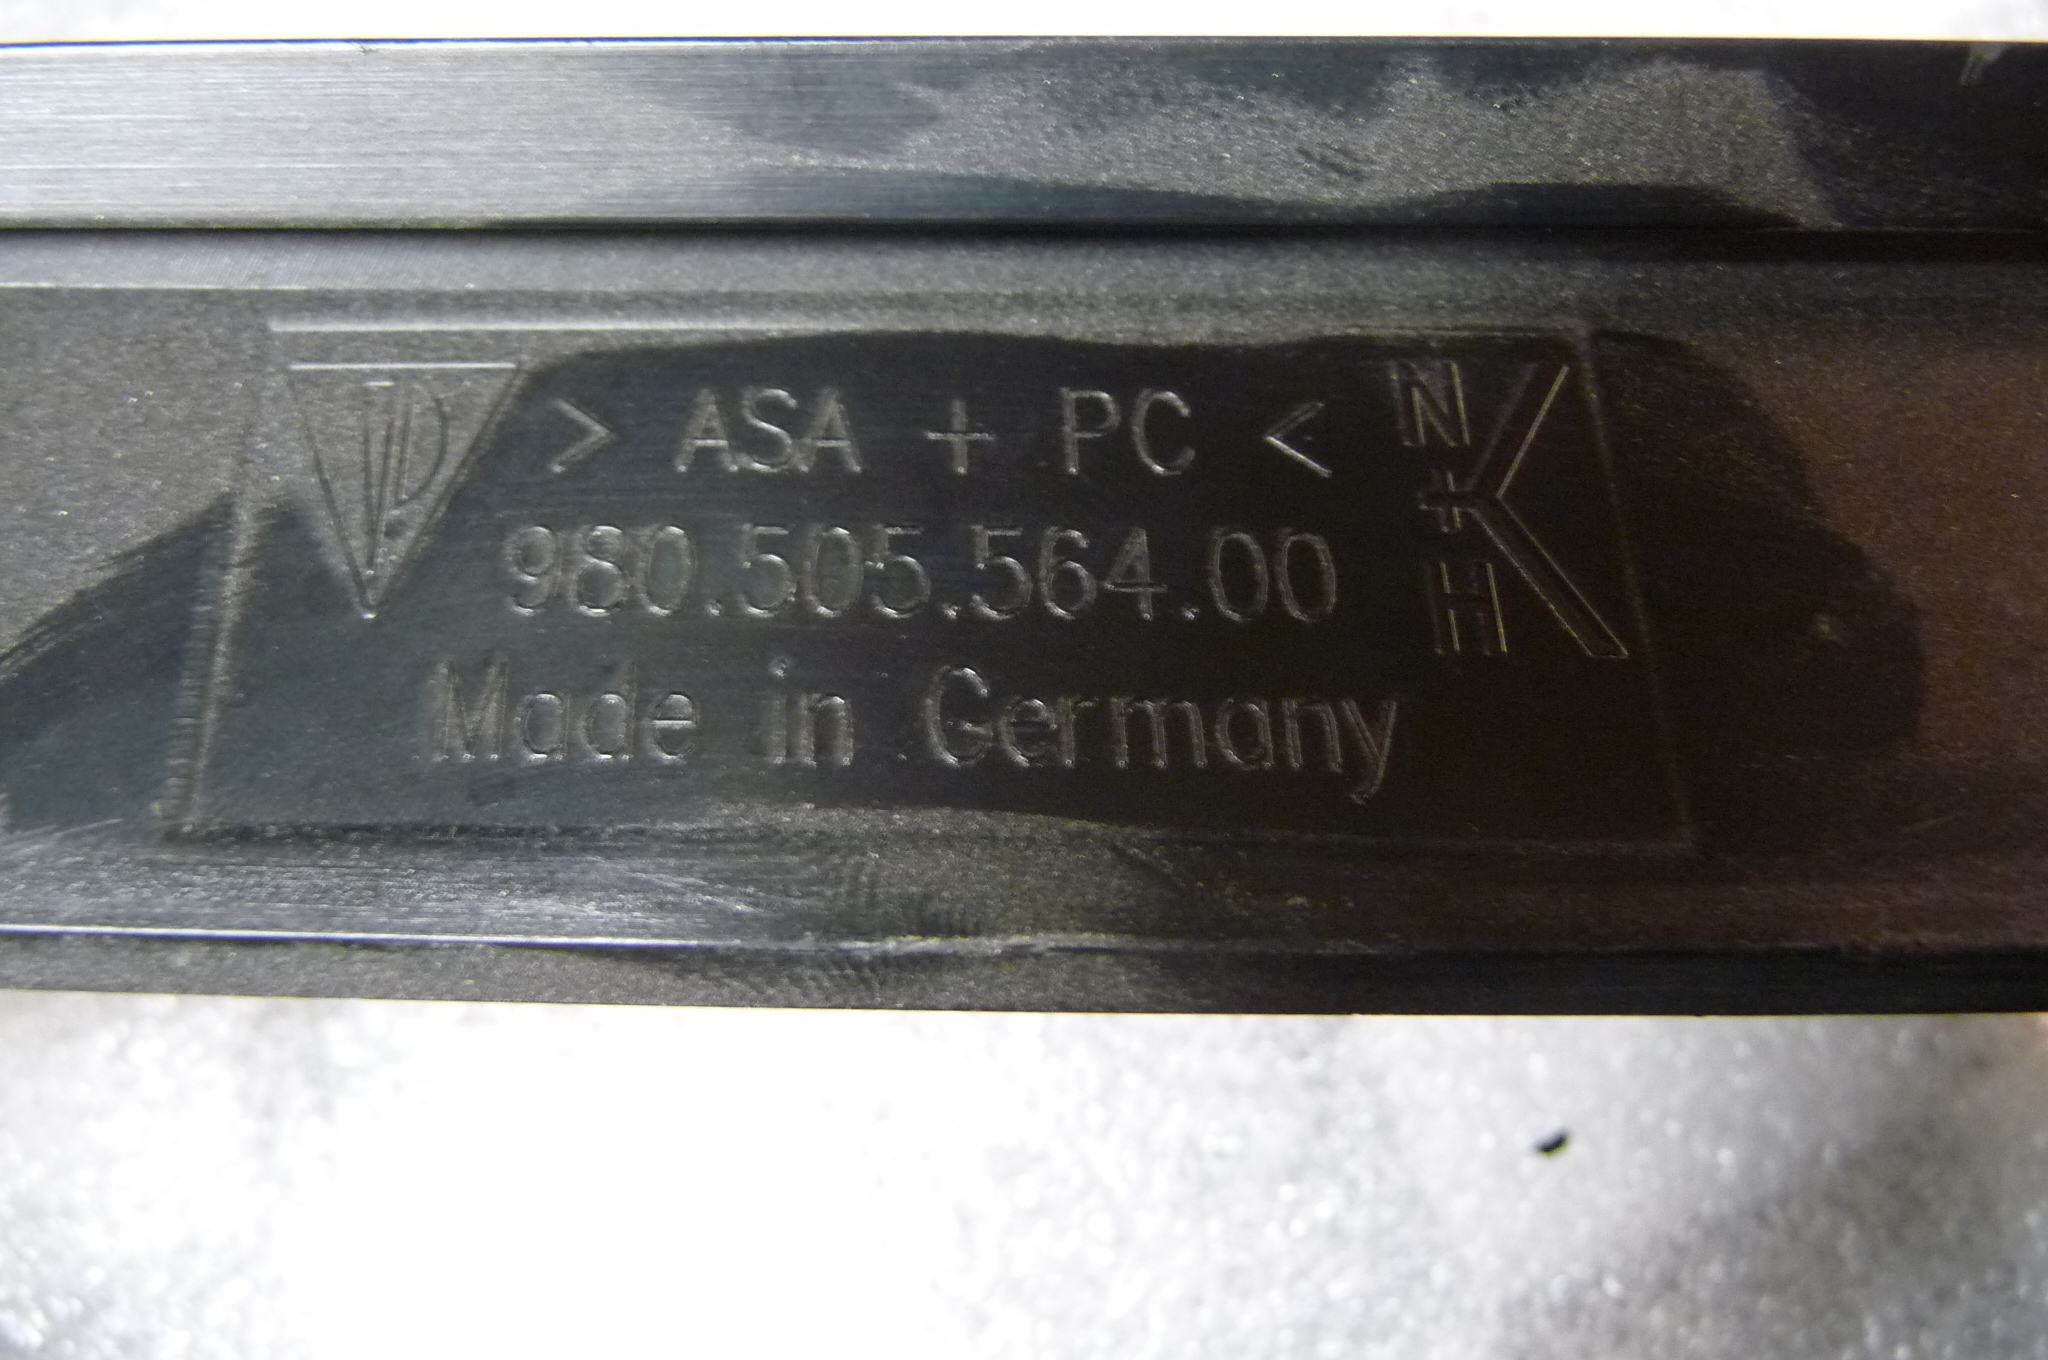 > ASA + PC <
980.505.564.00
Made in Germany
N+H
K